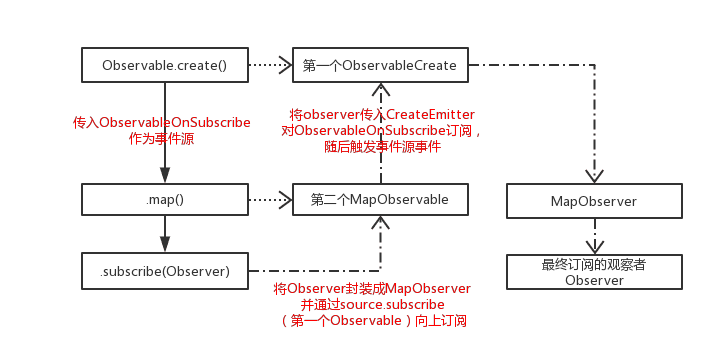 Observable.create()
第一个ObservableCreate
传入ObservableOnSubscribe
作为事件源
将observer传入CreateEmitter
对ObservableOnSubscribe订阅，
随后触发事件源事件
.map()
第二个MapObservable
MapObserver
.subscribe(Observer)
最终订阅的观察者
Observer
将Observer封装成MapObserver
并通过source.subscribe
（第一个Observable）向上订阅